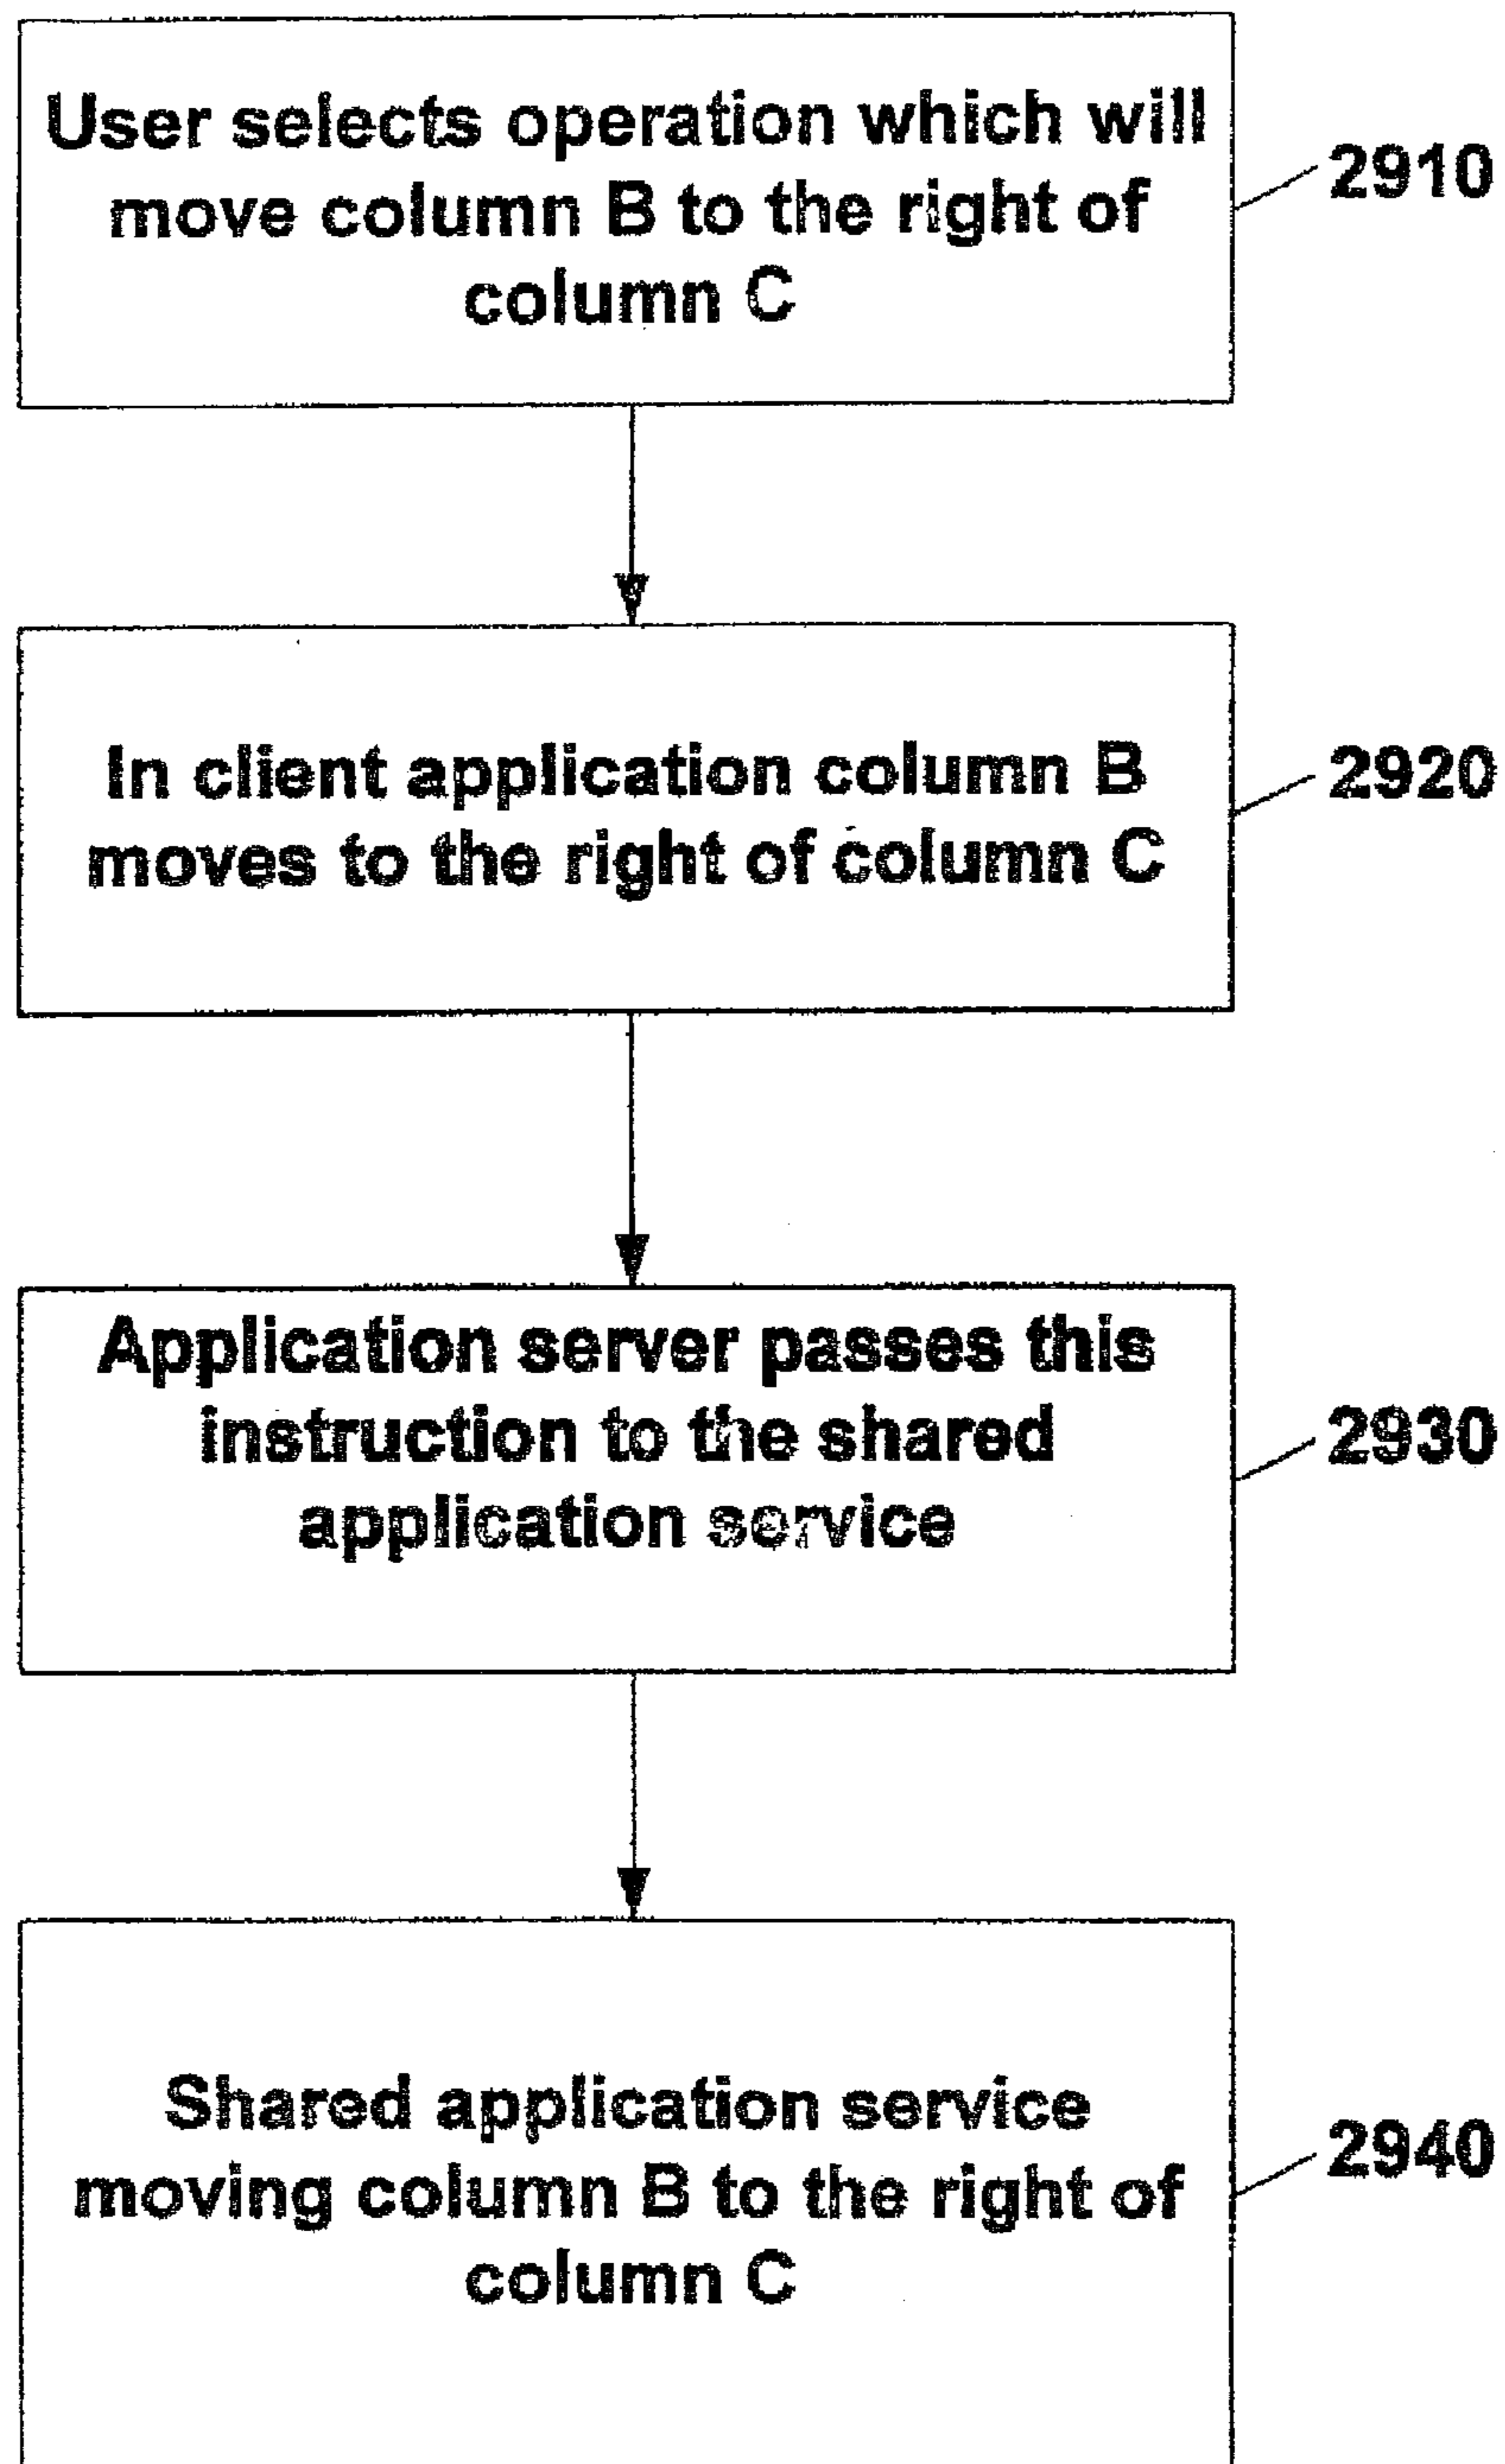 User selects operation which will
move column B to the right of
column C
2910
In client application column B
moves to the right of column C
2920
Application server passes this
instruction to the shared
application service
2930
Shared application service
moving column B to the right of
column C
2940